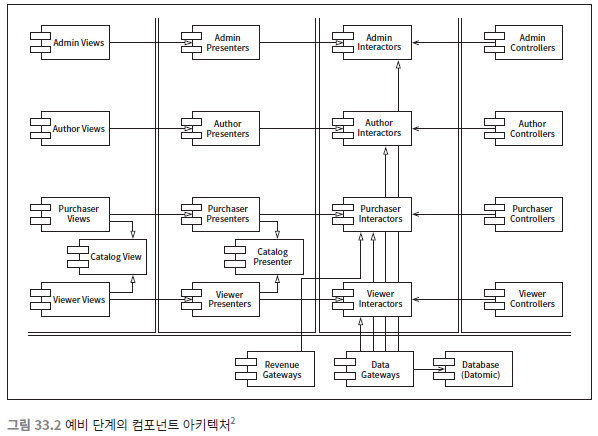 Admin Views
Admin
Presenters
Admin
Interactors
Admin
Controllers
Author Views
Author
Presenters
Author
Interactors
Author
Controllers
Purchaser
Views
Purchaser
Presenters
Purchaser
Interactors
Purchaser
Controllers
Catalog View
Catalog
Presenter
Viewer Views
Viewer
Presenters
Viewer
Interactors
Viewer
Controllers
Revenue
Gateways
Data
Gateways
Database
(Datomic)
그림 33.2 예비 단계의 컴포넌트 아키텍처2